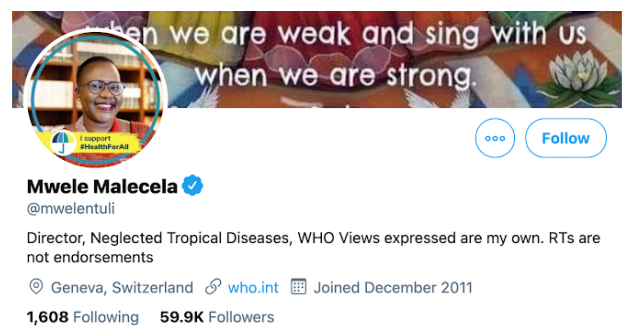 when we are weak and sing with us
when we are strong.
I support
#HealthForAll
Follow
Mwele Malecela
@mwelentuli
Director, Neglected Tropical Diseases, WHO Views expressed are my own. RTs are
not endorsements
Geneva, Switzerland who.int Joined December 2011
1,608 Following 59.9K Followers